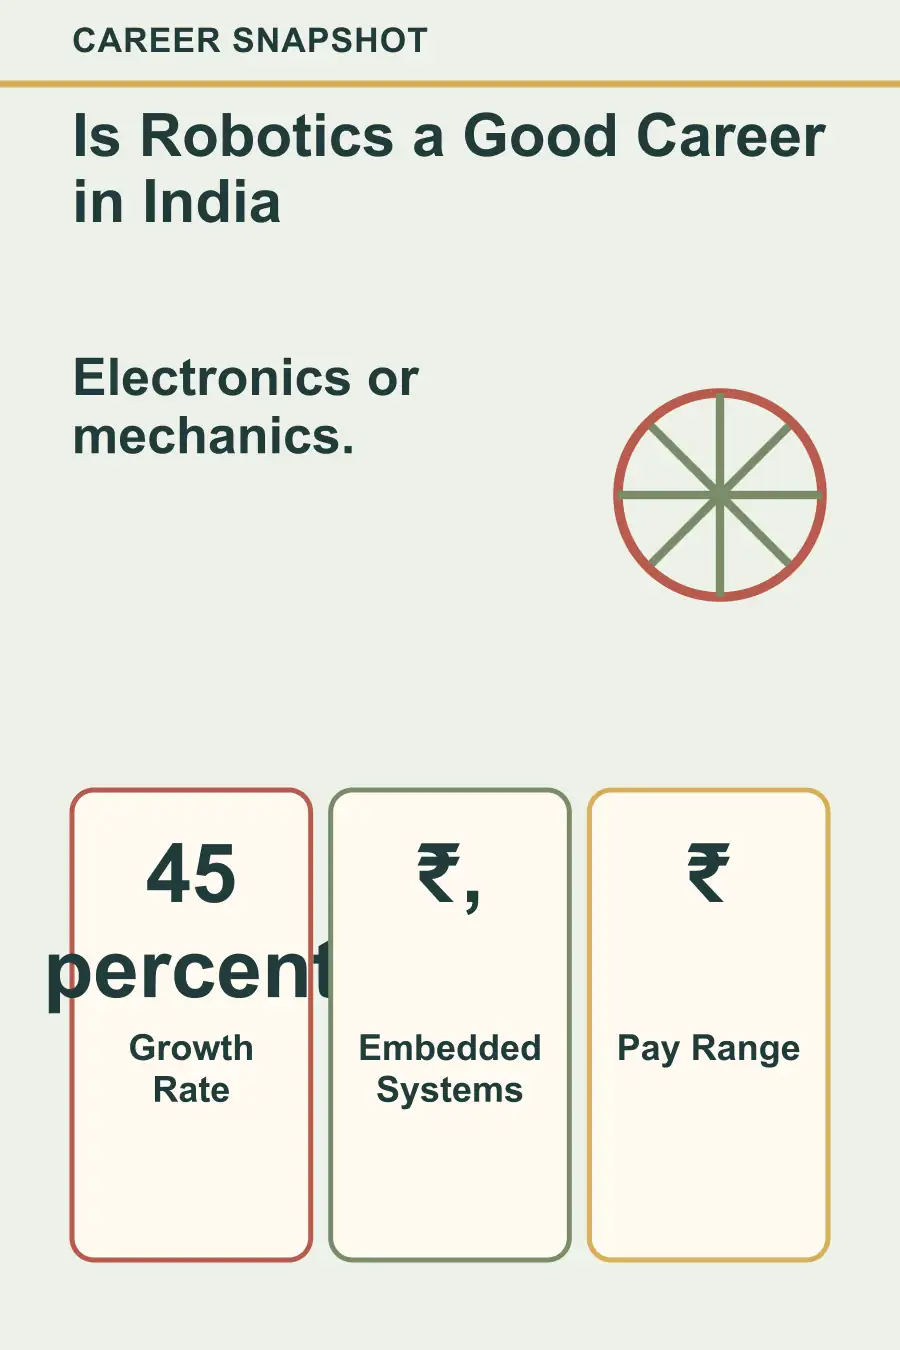 CAREER SNAPSHOT
Is Robotics a Good Career
in India
Electronics or
mechanics.
45
percent
Growth
Rate
₹,
Embedded
Systems
₹
Pay Range